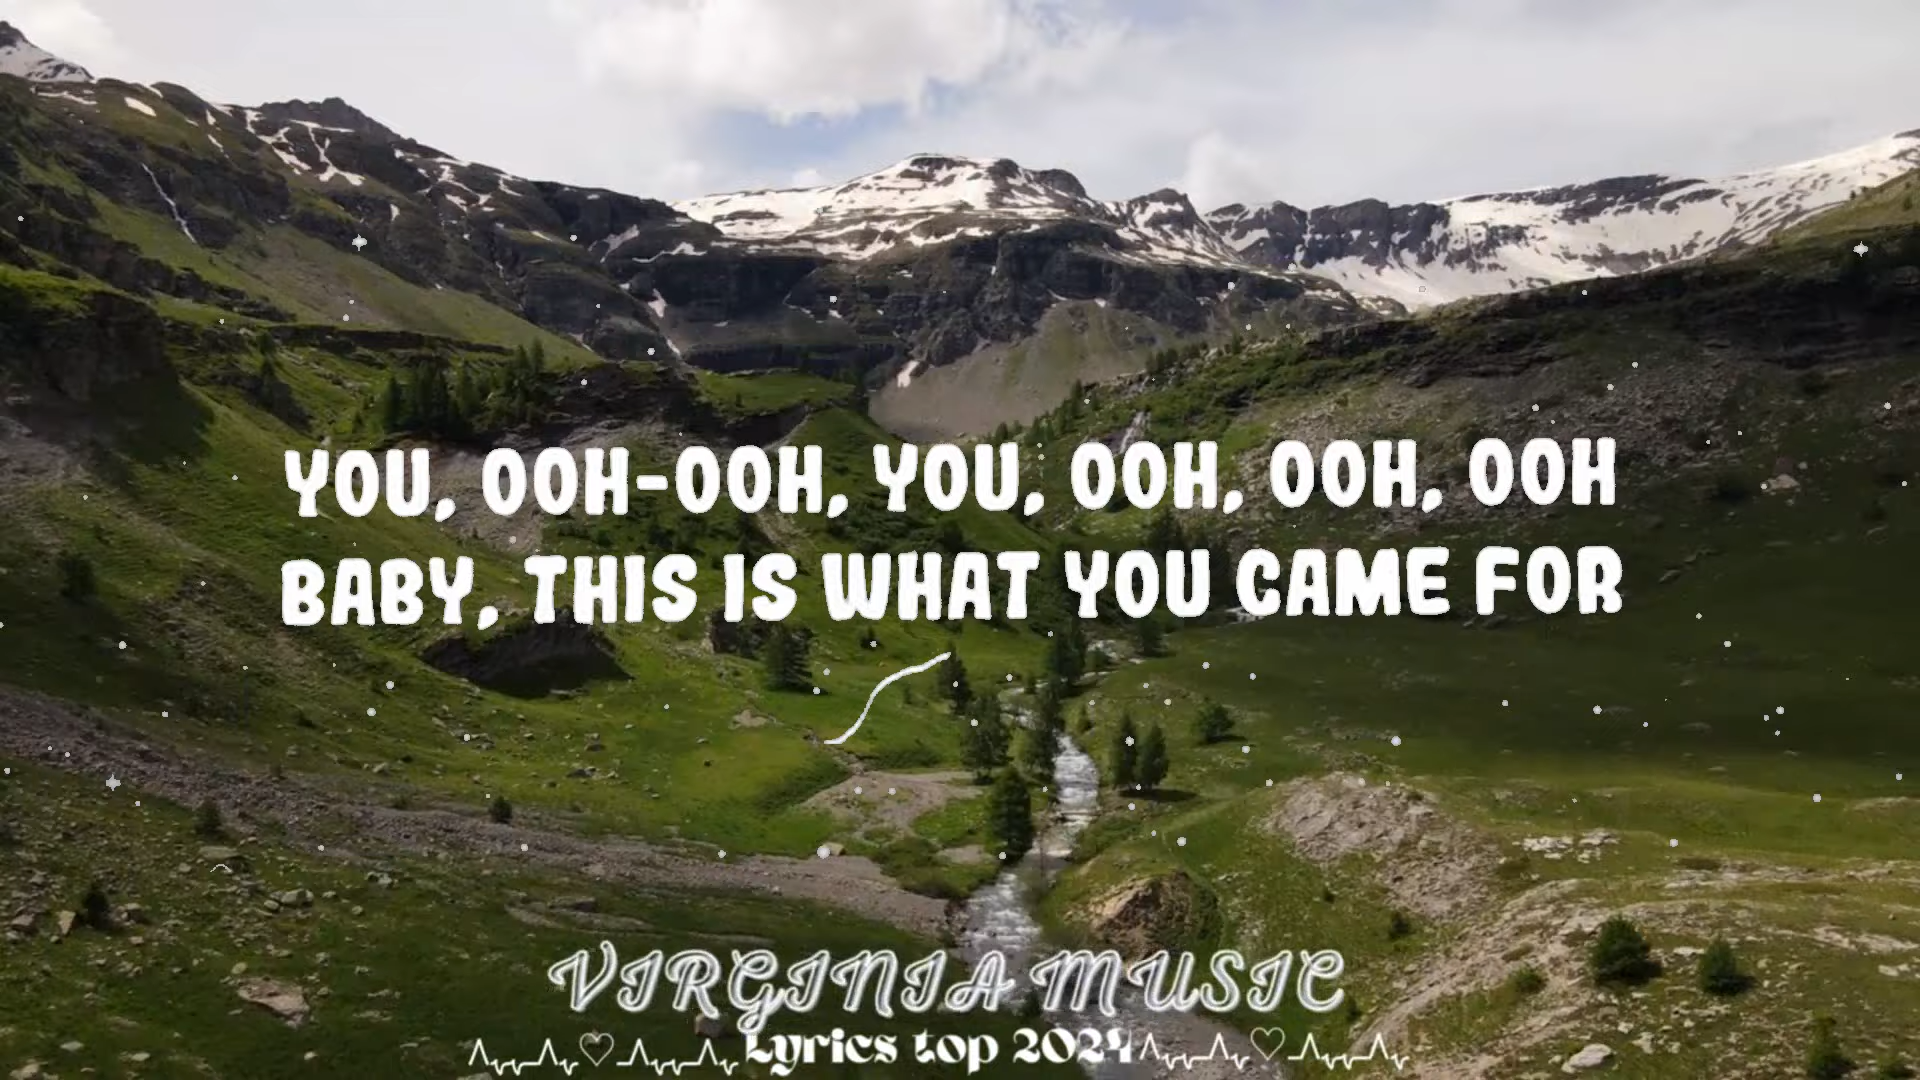 YOU, OOH-OOH, YOU, OOH, OOH, OOH
BABY, THIS IS WHAT YOU CAME FOR
VIRGINIA MUSIC
Lyrics top 2024